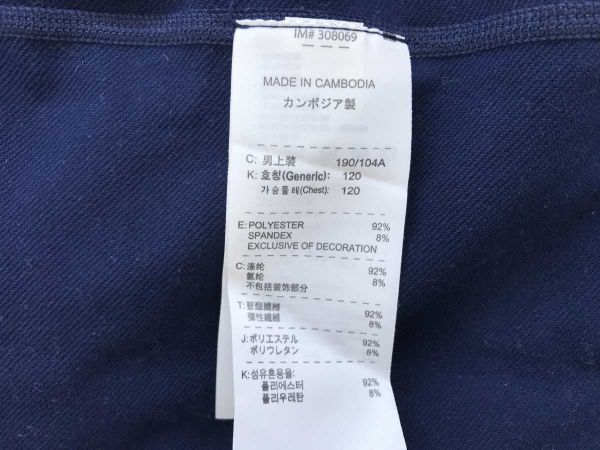 IM# 308069
MADE IN CAMBODIA
カンボジア製
C: 男上裝 190/104A
K: 호칭(Generic): 120
가슴둘레(Chest): 120
E: POLYESTER 92%
SPANDEX 8%
EXCLUSIVE OF DECORATION
C: 涤纶 92%
氨纶 8%
不包括装饰部分
T: 聚酯纖維 92%
彈性纖維 8%
J: ポリエステル 92%
ポリウレタン 8%
K: 섬유혼용율:
폴리에스터 92%
폴리우레탄 8%